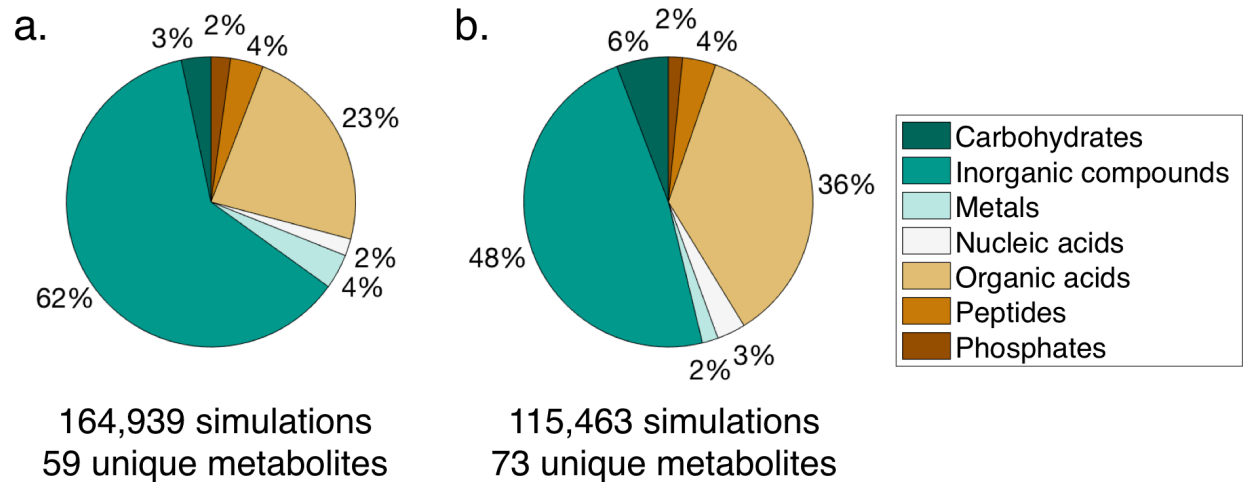 a.
3%
2%
4%
23%
2%
4%
62%
164,939 simulations
59 unique metabolites
b.
6%
2%
4%
36%
3%
2%
48%
115,463 simulations
73 unique metabolites
Carbohydrates
Inorganic compounds
Metals
Nucleic acids
Organic acids
Peptides
Phosphates